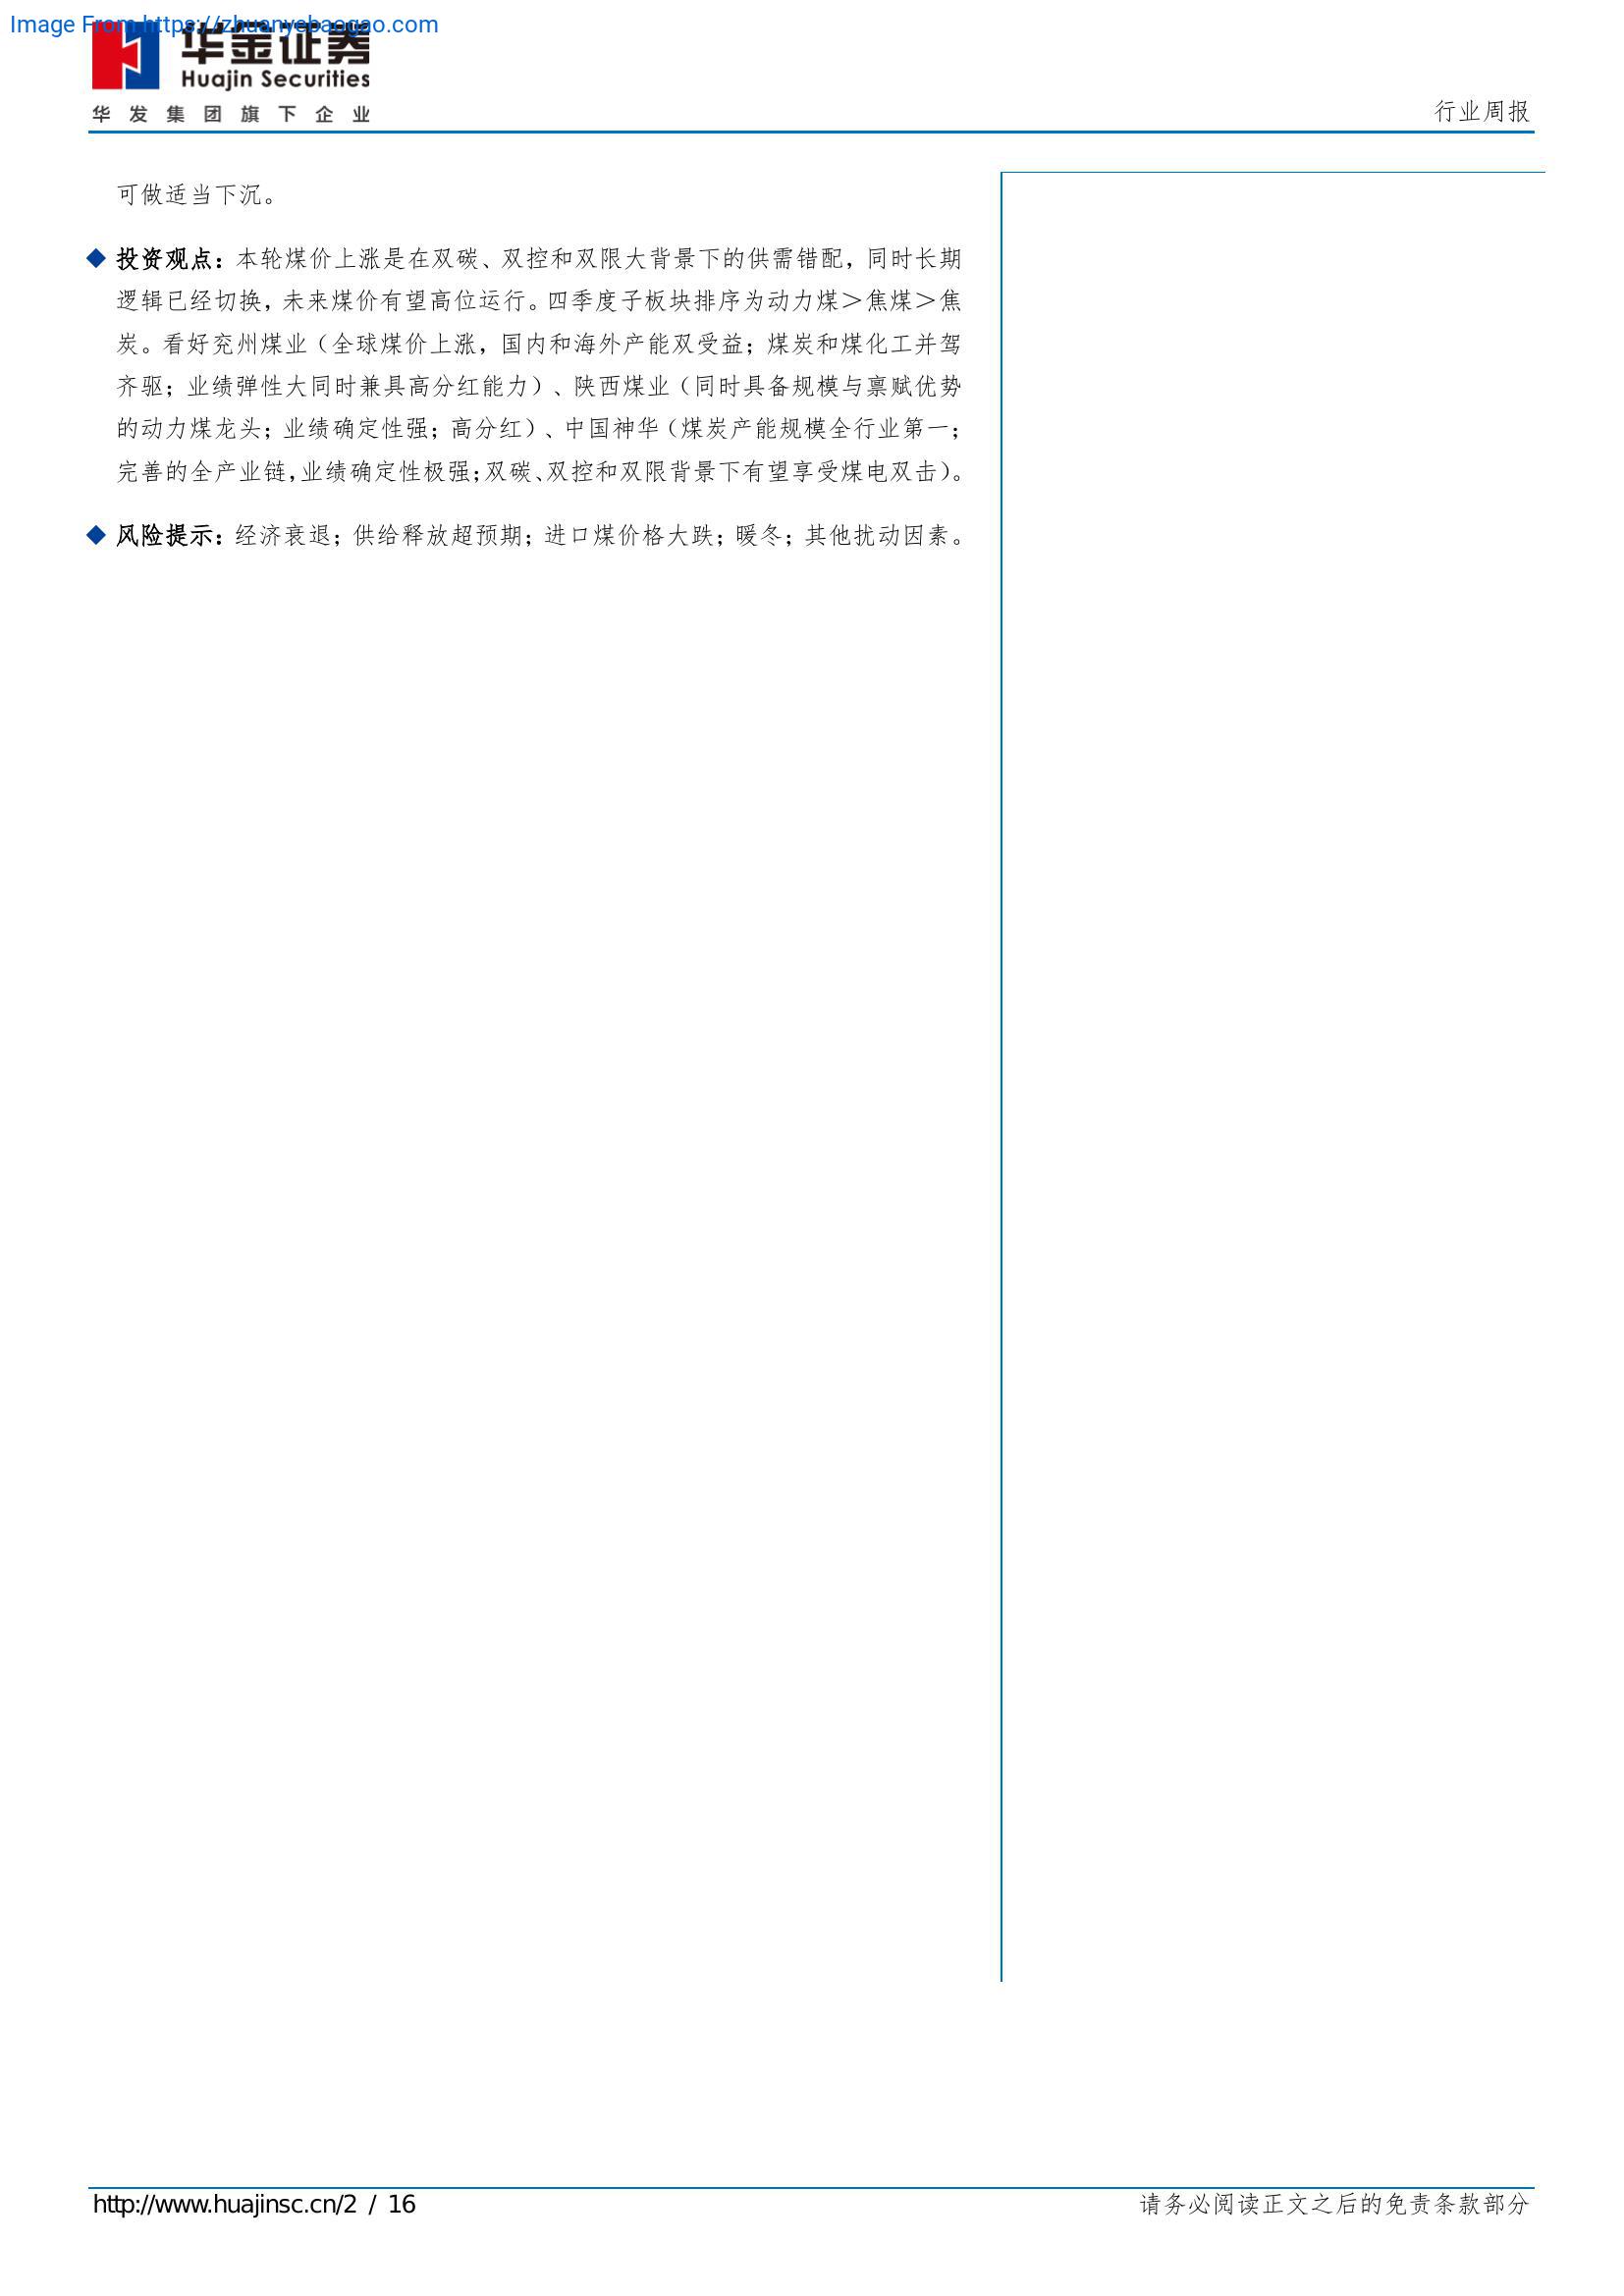 Image From https://zhuanyebaogao.com
华金证券
Huajin Securities
华发集团旗下企业
行业周报
可做适当下沉。
◆ 投资观点：本轮煤价上涨是在双碳、双控和双限大背景下的供需错配，同时长期
逻辑已经切换，未来煤价有望高位运行。四季度子板块排序为动力煤＞焦煤＞焦
炭。看好兖州煤业（全球煤价上涨，国内和海外产能双受益；煤炭和煤化工并驾
齐驱；业绩弹性大同时兼具高分红能力）、陕西煤业（同时具备规模与禀赋优势
的动力煤龙头；业绩确定性强；高分红）、中国神华（煤炭产能规模全行业第一；
完善的全产业链，业绩确定性极强；双碳、双控和双限背景下有望享受煤电双击）。
◆ 风险提示：经济衰退；供给释放超预期；进口煤价格大跌；暖冬；其他扰动因素。
http://www.huajinsc.cn/2 / 16
请务必阅读正文之后的免责条款部分